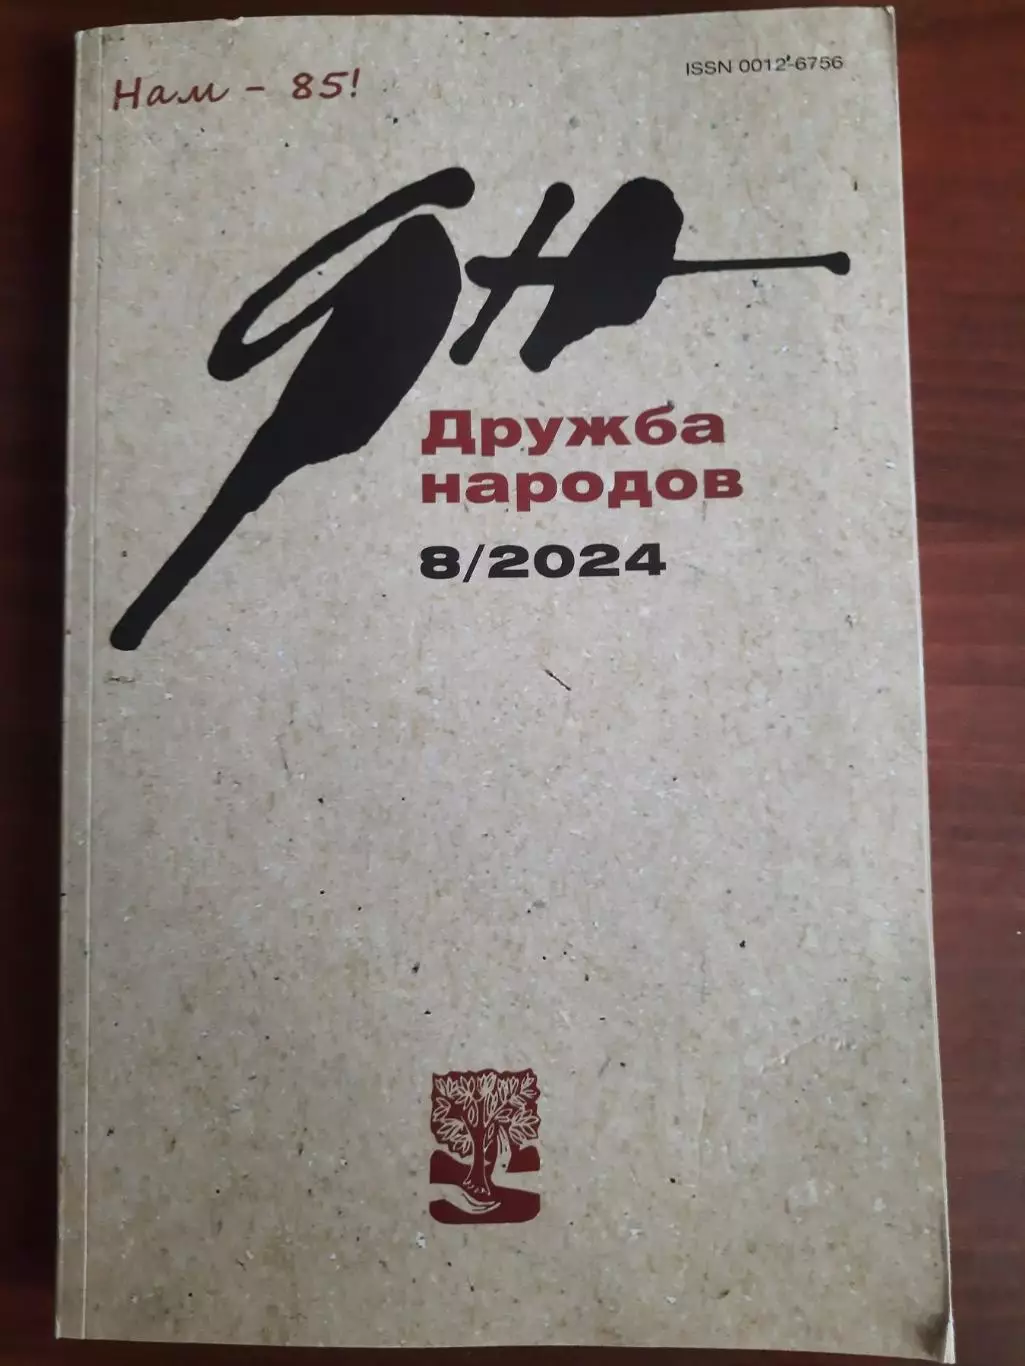 Нам - 85!
ISSN 0012-6756
дн
Дружба
народов
8/2024